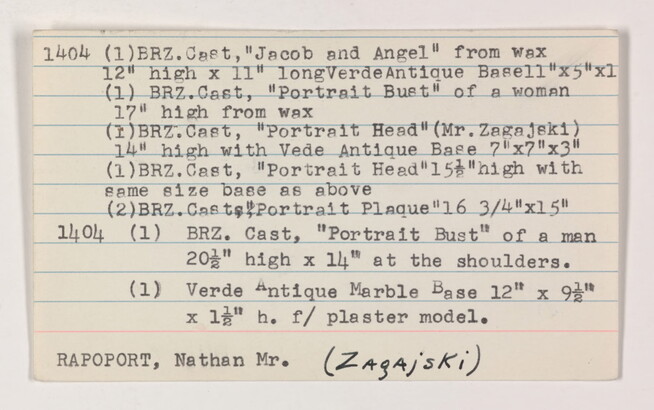 1404 (1)BRZ.Cast,"Jacob and Angel" from wax
12" high x 11" longVerdeAntique Base11"x5"x1
(1) BRZ.Cast, "Portrait Bust" of a woman
17" high from wax
(1)BRZ.Cast, "Portrait Head"(Mr.Zagajski)
14" high with Vede Antique Base 7"x7"x3"
(1)BRZ.Cast, "Portrait Head"15½"high with
same size base as above
(2)BRZ.Casts,"Portrait Plaque"16 3/4"x15"
1404 (1) BRZ. Cast, "Portrait Bust" of a man
20½" high x 14" at the shoulders.
(1) Verde Antique Marble Base 12" x 9½"
x 1½" h. f/ plaster model.
RAPOPORT, Nathan Mr. (Zagajski)